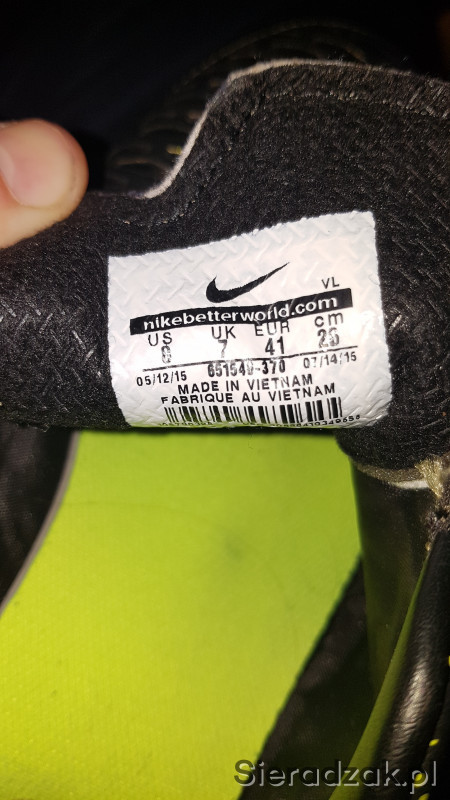 VL
nikebetterworld.com
US UK EUR cm
8 7 41 26
05/12/15 651549-370 07/14/15
MADE IN VIETNAM
FABRIQUE AU VIETNAM
Sieradzak.pl